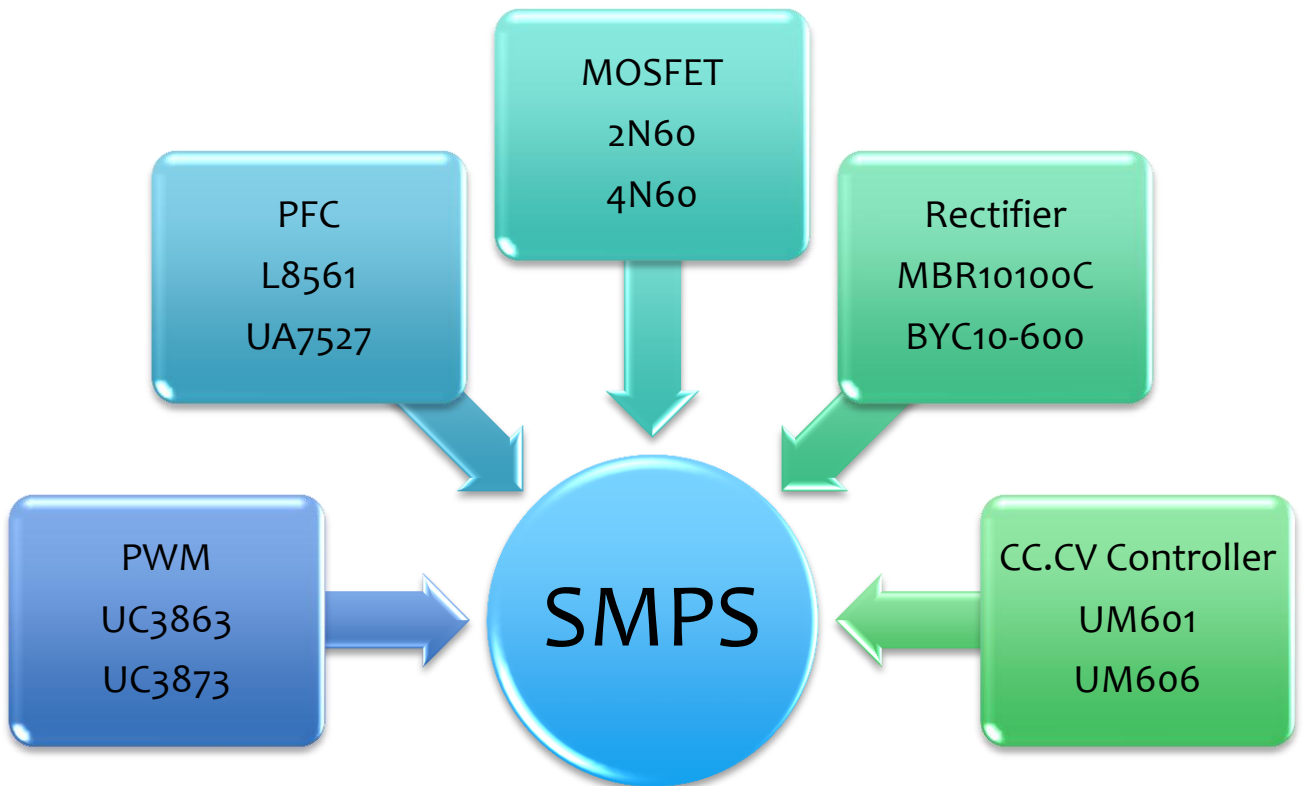 MOSFET
2N60
4N60
PFC
L8561
UA7527
Rectifier
MBR10100C
BYC10-600
PWM
UC3863
UC3873
SMPS
CC.CV Controller
UM601
UM606